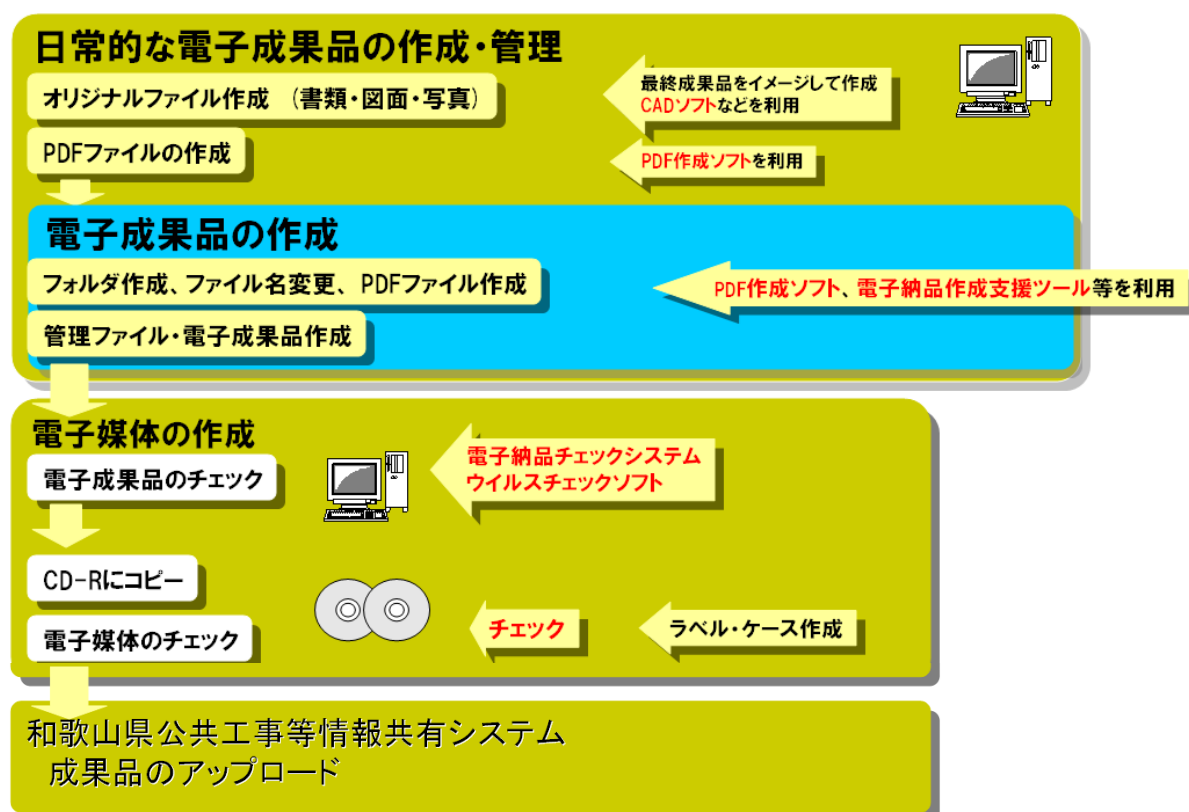 日常的な電子成果品の作成・管理
オリジナルファイル作成 （書類・図面・写真）
最終成果品をイメージして作成
CADソフトなどを利用
PDFファイルの作成
PDF作成ソフトを利用
電子成果品の作成
フォルダ作成、ファイル名変更、PDFファイル作成
PDF作成ソフト、電子納品作成支援ツール等を利用
管理ファイル・電子成果品作成
電子媒体の作成
電子成果品のチェック
電子納品チェックシステム
ウイルスチェックソフト
CD-Rにコピー
電子媒体のチェック
チェック
ラベル・ケース作成
和歌山県公共工事等情報共有システム
成果品のアップロード